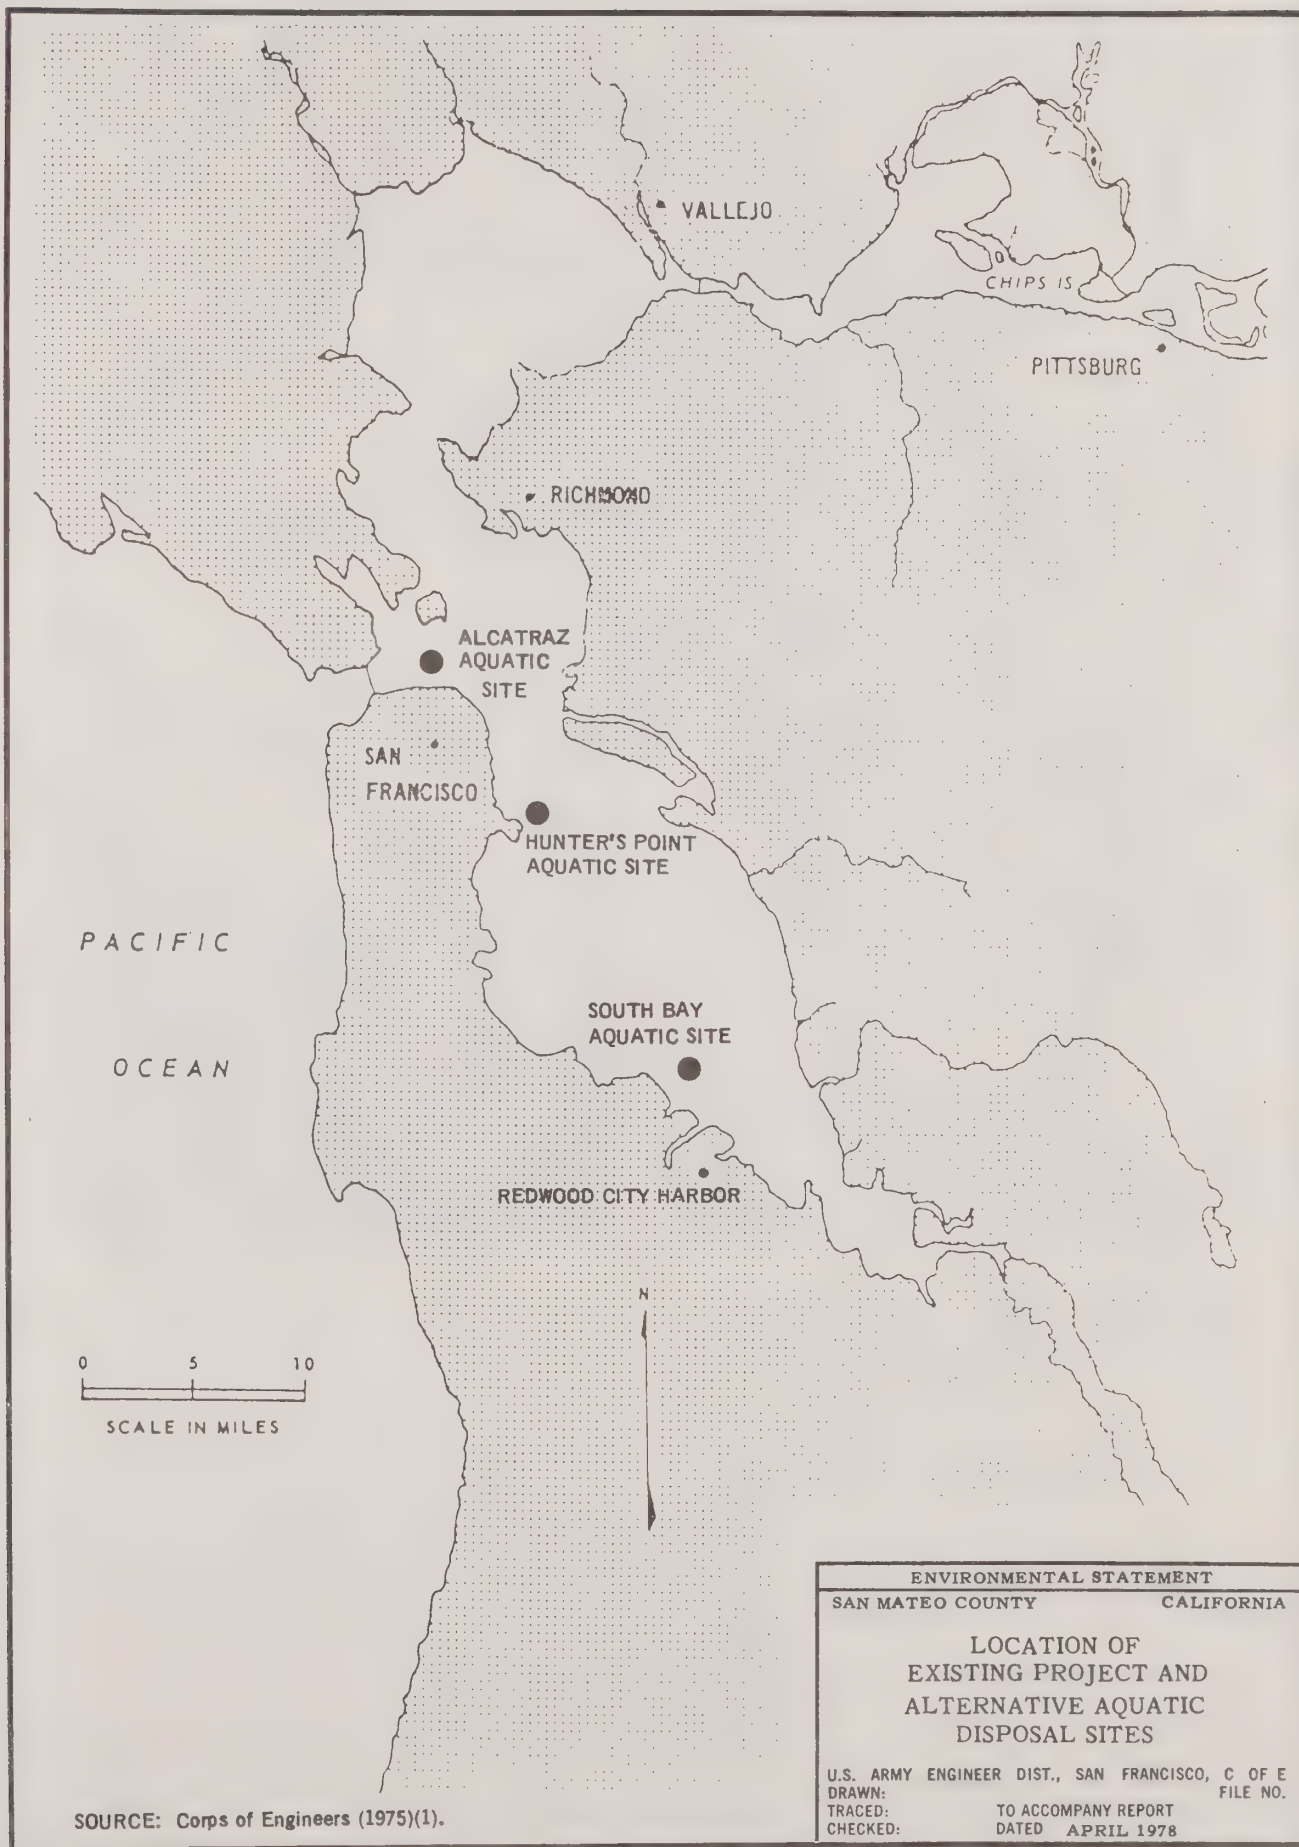 VALLEJO
CHIPS IS
PITTSBURG
RICHMOND
ALCATRAZ
AQUATIC
SITE
SAN
FRANCISCO
HUNTER'S POINT
AQUATIC SITE
PACIFIC
OCEAN
SOUTH BAY
AQUATIC SITE
REDWOOD CITY HARBOR
N
0 5 10
SCALE IN MILES
ENVIRONMENTAL STATEMENT
SAN MATEO COUNTY CALIFORNIA
LOCATION OF
EXISTING PROJECT AND
ALTERNATIVE AQUATIC
DISPOSAL SITES
U.S. ARMY ENGINEER DIST., SAN FRANCISCO, C OF E
DRAWN: FILE NO.
TRACED: TO ACCOMPANY REPORT
CHECKED: DATED APRIL 1978
SOURCE: Corps of Engineers (1975)(1).